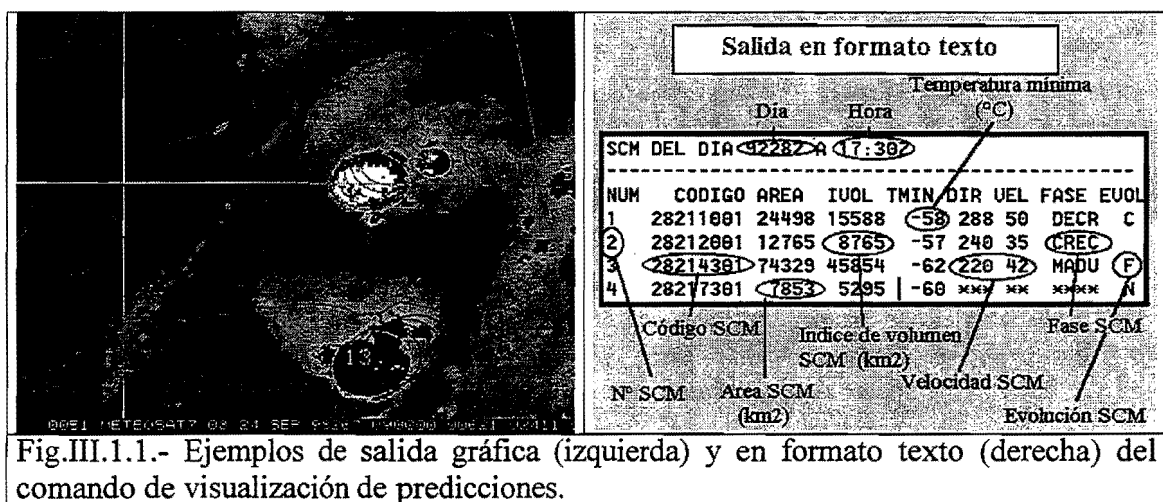 13
METEOSAT7
SEP
Salida en formato texto
Temperatura mínima
(ºC)
Día Hora
SCM DEL DIA 92282 A 17:30Z
NUM CODIGO AREA IVOL TMIN DIR VEL FASE EVOL
1 28211001 24498 15588 -58 288 50 DECR C
2 28212001 12765 8765 -57 240 35 CREC
3 28214301 74329 45854 -62 220 42 MADU F
4 28217301 7853 5295 -60 *** ** **** N
Código SCM Indice de volumen SCM (km2) Fase SCM
Nº SCM Area SCM (km2) Velocidad SCM
Evolución SCM
Fig.III.1.1.- Ejemplos de salida gráfica (izquierda) y en formato texto (derecha) del
comando de visualización de predicciones.